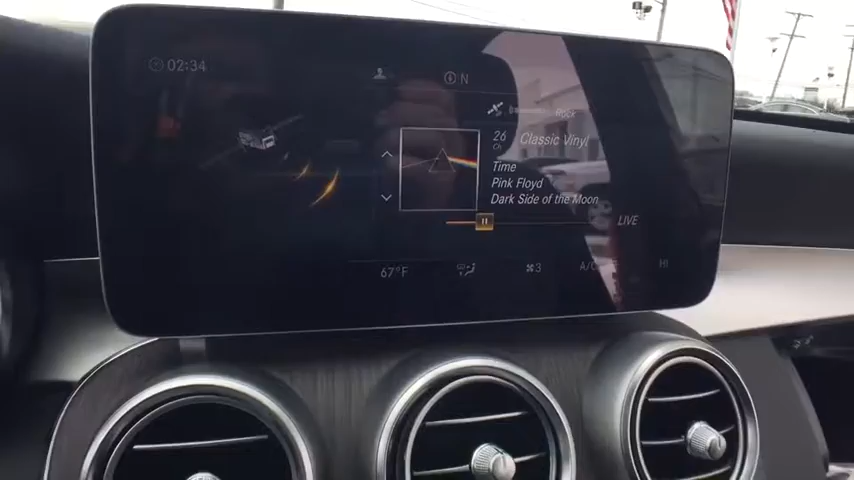 02:34
N
Rock
26 Classic Vinyl
Ch
Time
Pink Floyd
Dark Side of the Moon
LIVE
67°F
3
A/C
HI